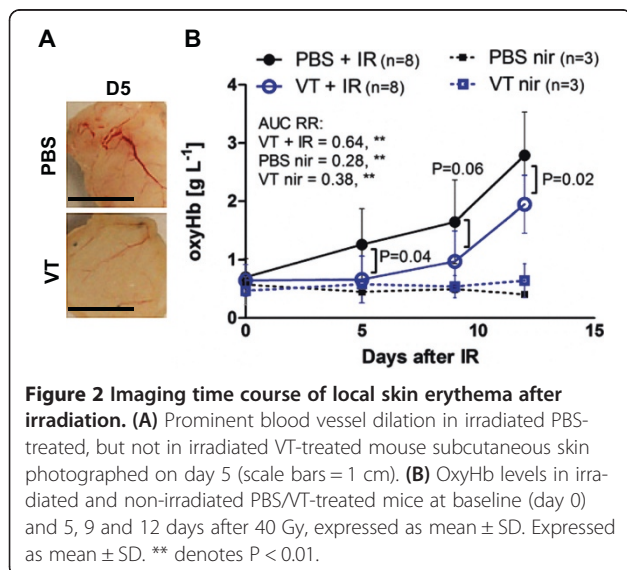 A
B
D5
PBS
VT
PBS + IR (n=8)
PBS nir (n=3)
VT + IR (n=8)
VT nir (n=3)
oxyHb [g L-1]
4
3
2
1
0
AUC RR:
VT + IR = 0.64, **
PBS nir = 0.28, **
VT nir = 0.38, **
P=0.04
P=0.06
P=0.02
0
5
10
15
Days after IR
Figure 2 Imaging time course of local skin erythema after
irradiation. (A) Prominent blood vessel dilation in irradiated PBS-
treated, but not in irradiated VT-treated mouse subcutaneous skin
photographed on day 5 (scale bars = 1 cm). (B) OxyHb levels in irra-
diated and non-irradiated PBS/VT-treated mice at baseline (day 0)
and 5, 9 and 12 days after 40 Gy, expressed as mean ± SD. Expressed
as mean ± SD. ** denotes P < 0.01.